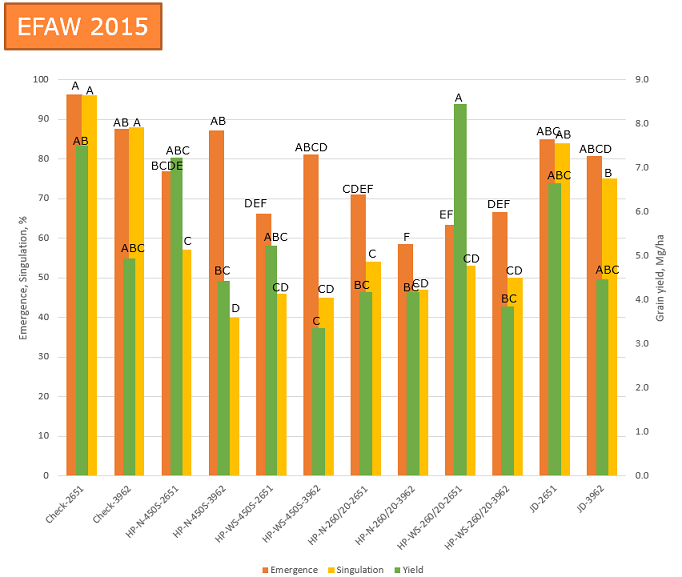 EFAW 2015
100
90
80
70
60
50
40
30
20
10
0
Emergence, Singulation, %
9.0
8.0
7.0
6.0
5.0
4.0
3.0
2.0
1.0
0.0
Grain yield, Mg/ha
A A
AB
AB A
ABC
BCDE
ABC
C
AB
BC
D
DEF
ABC
CD
ABCD
C
CD
CDEF
BC
C
F
BC
CD
EF
A
CD
DEF
BC
CD
ABC
ABC
AB
ABCD
ABC
B
Check-2651
Check-3962
HP-N-450S-2651
HP-N-450S-3962
HP-WS-450S-2651
HP-WS-450S-3962
HP-N-260/20-2651
HP-N-260/20-3962
HP-WS-260/20-2651
HP-WS-260/20-3962
JD-2651
JD-3962
Emergence Singulation Yield